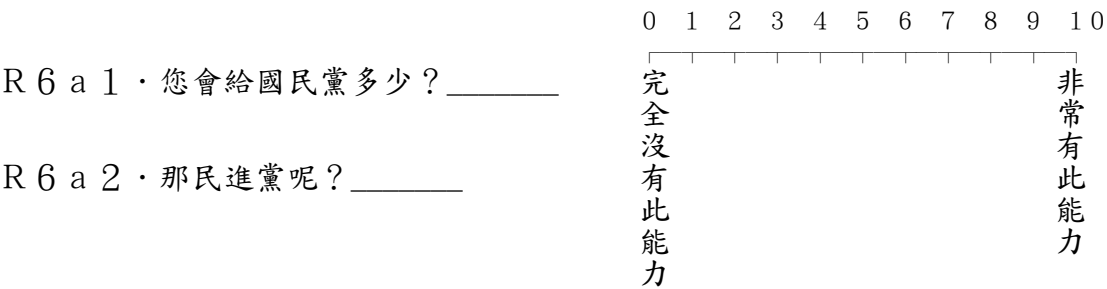 0 1 2 3 4 5 6 7 8 9 10
R6a1．您會給國民黨多少？_______
R6a2．那民進黨呢？_______
完全沒有此能力
非常有此能力